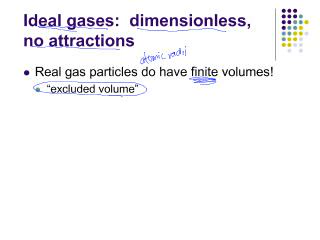 Ideal gases: dimensionless,
no attractions
atomic radii
Real gas particles do have finite volumes!
"excluded volume"